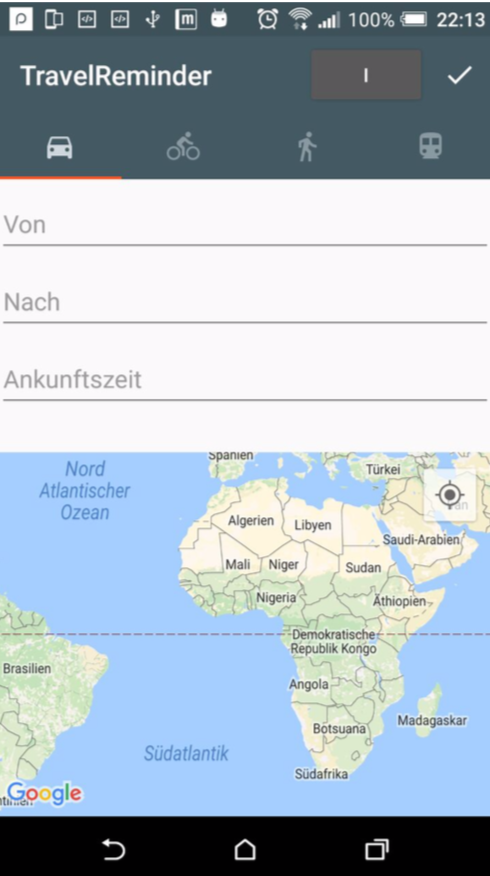 100% 22:13
TravelReminder
I
Von
Nach
Ankunftszeit
Spanien
Nord
Atlantischer
Ozean
Türkei
Algerien
Libyen
Saudi-Arabien
Mali
Niger
Sudan
Nigeria
Äthiopien
Demokratische
Republik Kongo
Brasilien
Angola
Botsuana
Madagaskar
Südatlantik
Südafrika
Google